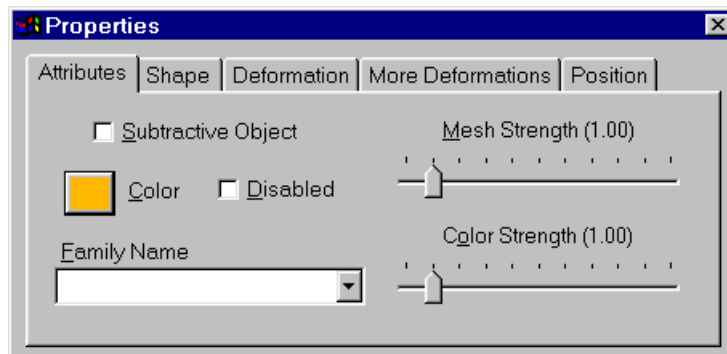 Properties
Attributes Shape Deformation More Deformations Position
Subtractive Object
Mesh Strength (1.00)
Color Disabled
Family Name
Color Strength (1.00)